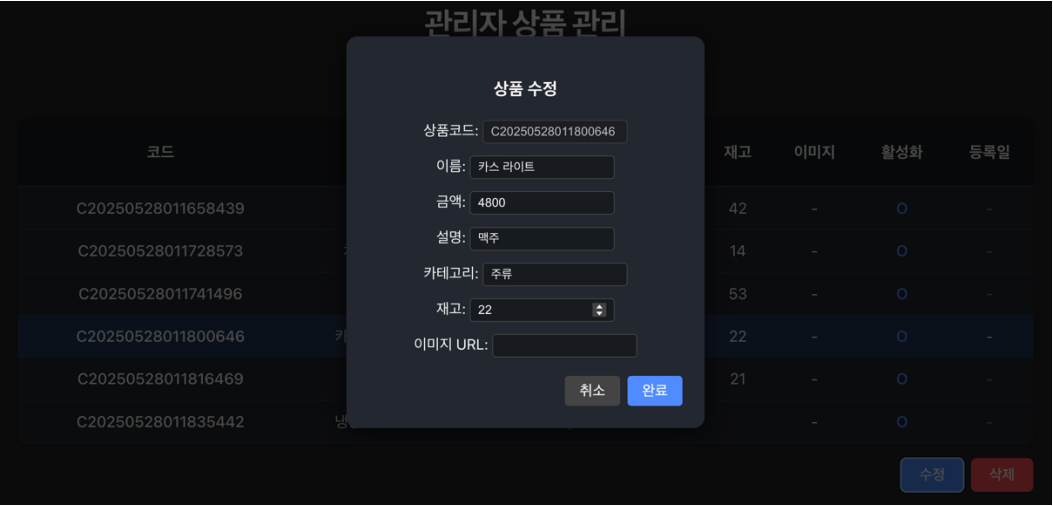 관리자 상품 관리
상품 수정
상품코드: C20250528011800646
이름: 카스 라이트
금액: 4800
설명: 맥주
카테고리: 주류
재고: 22
이미지 URL:
취소 완료
코드 재고 이미지 활성화 등록일
C20250528011658439 42 - O -
C20250528011728573 14 - O -
C20250528011741496 53 - O -
C20250528011800646 22 - O -
C20250528011816469 21 - O -
C20250528011835442 - O -
수정 삭제